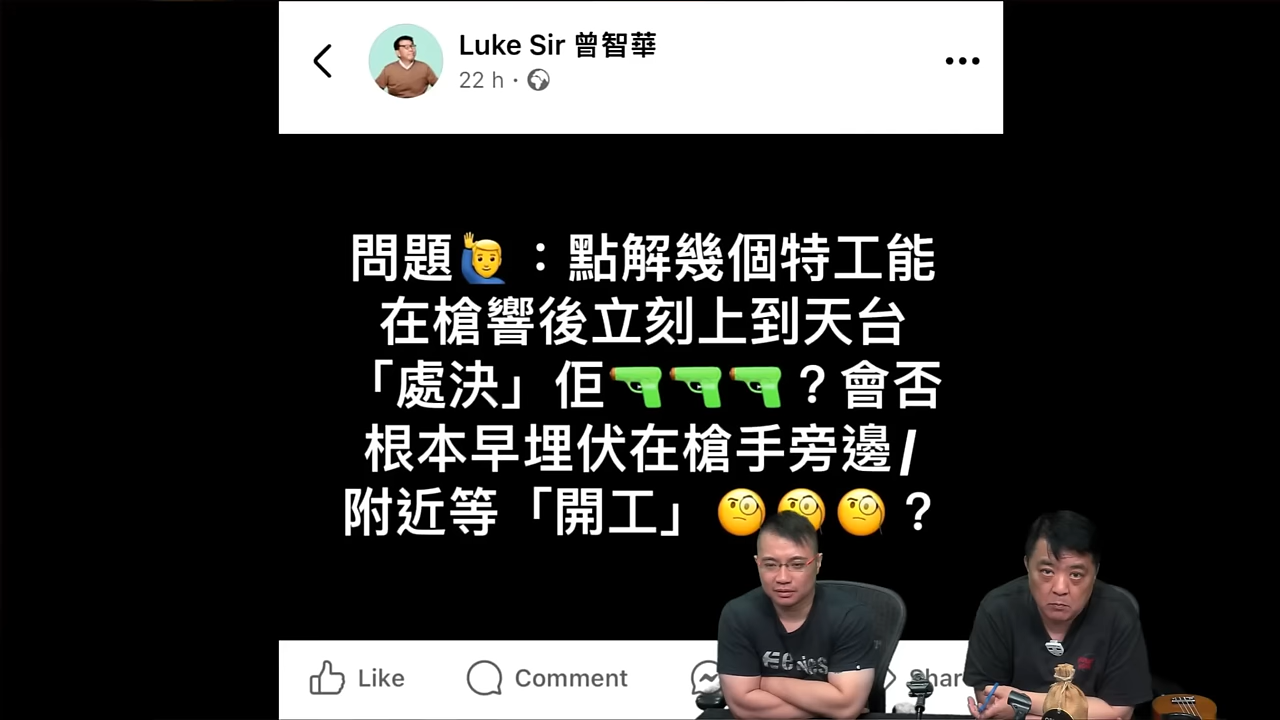 Luke Sir 曾智華
22 h ·
問題🙋‍♂️：點解幾個特工能
在槍響後立刻上到天台
「處決」佢🔫🔫🔫？會否
根本早埋伏在槍手旁邊/
附近等「開工」🧐🧐🧐？
Like
Comment